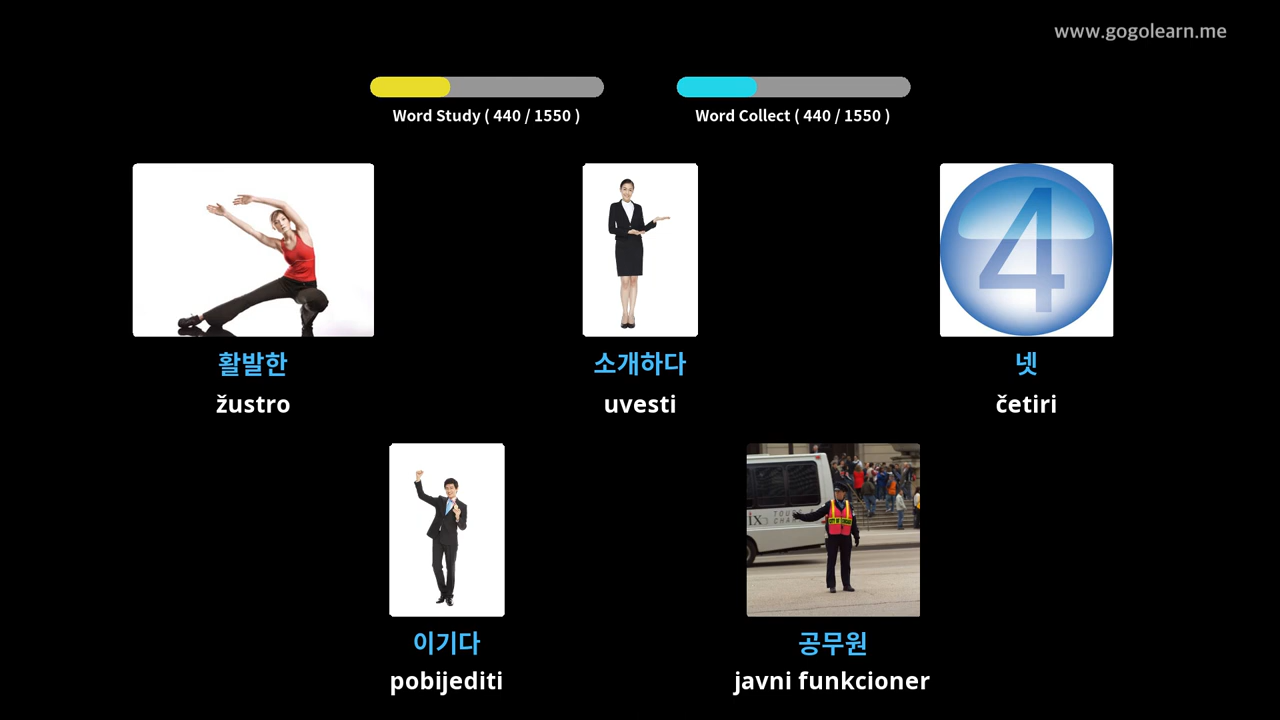 www.gogolearn.me
Word Study ( 440 / 1550 )
Word Collect ( 440 / 1550 )
4
활발한
žustro
소개하다
uvesti
넷
četiri
이기다
pobijediti
공무원
javni funkcioner